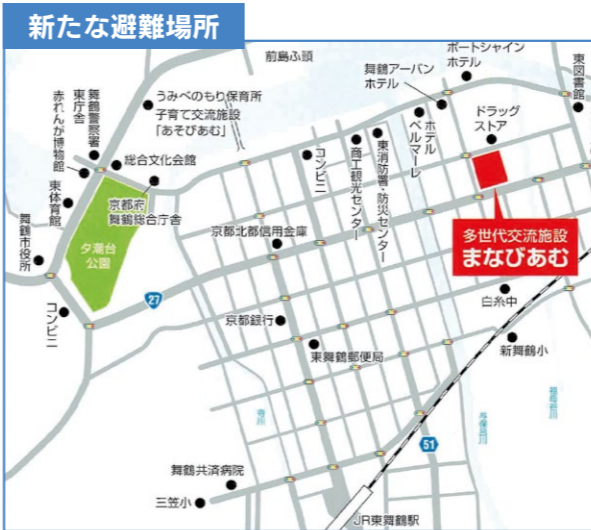 新たな避難場所
前島ふ頭
ポートシャイン
ホテル
舞鶴アーバン
ホテル
東図書館
うみべのもり保育所
子育て交流施設
「あそびあむ」
舞鶴警察署
東庁舎
赤れんが博物館
ドラッグ
ストア
ホテル
ベルマーレ
東消防署・防災センター
商工観光センター
コンビニ
総合文化会館
東体育館
京都府
舞鶴総合庁舎
舞鶴市役所
夕潮台
公園
京都北都信用金庫
多世代交流施設
まなびあむ
27
白糸中
コンビニ
京都銀行
東舞鶴郵便局
新舞鶴小
寺川
与保呂川
祖母谷川
51
舞鶴共済病院
三笠小
JR東舞鶴駅